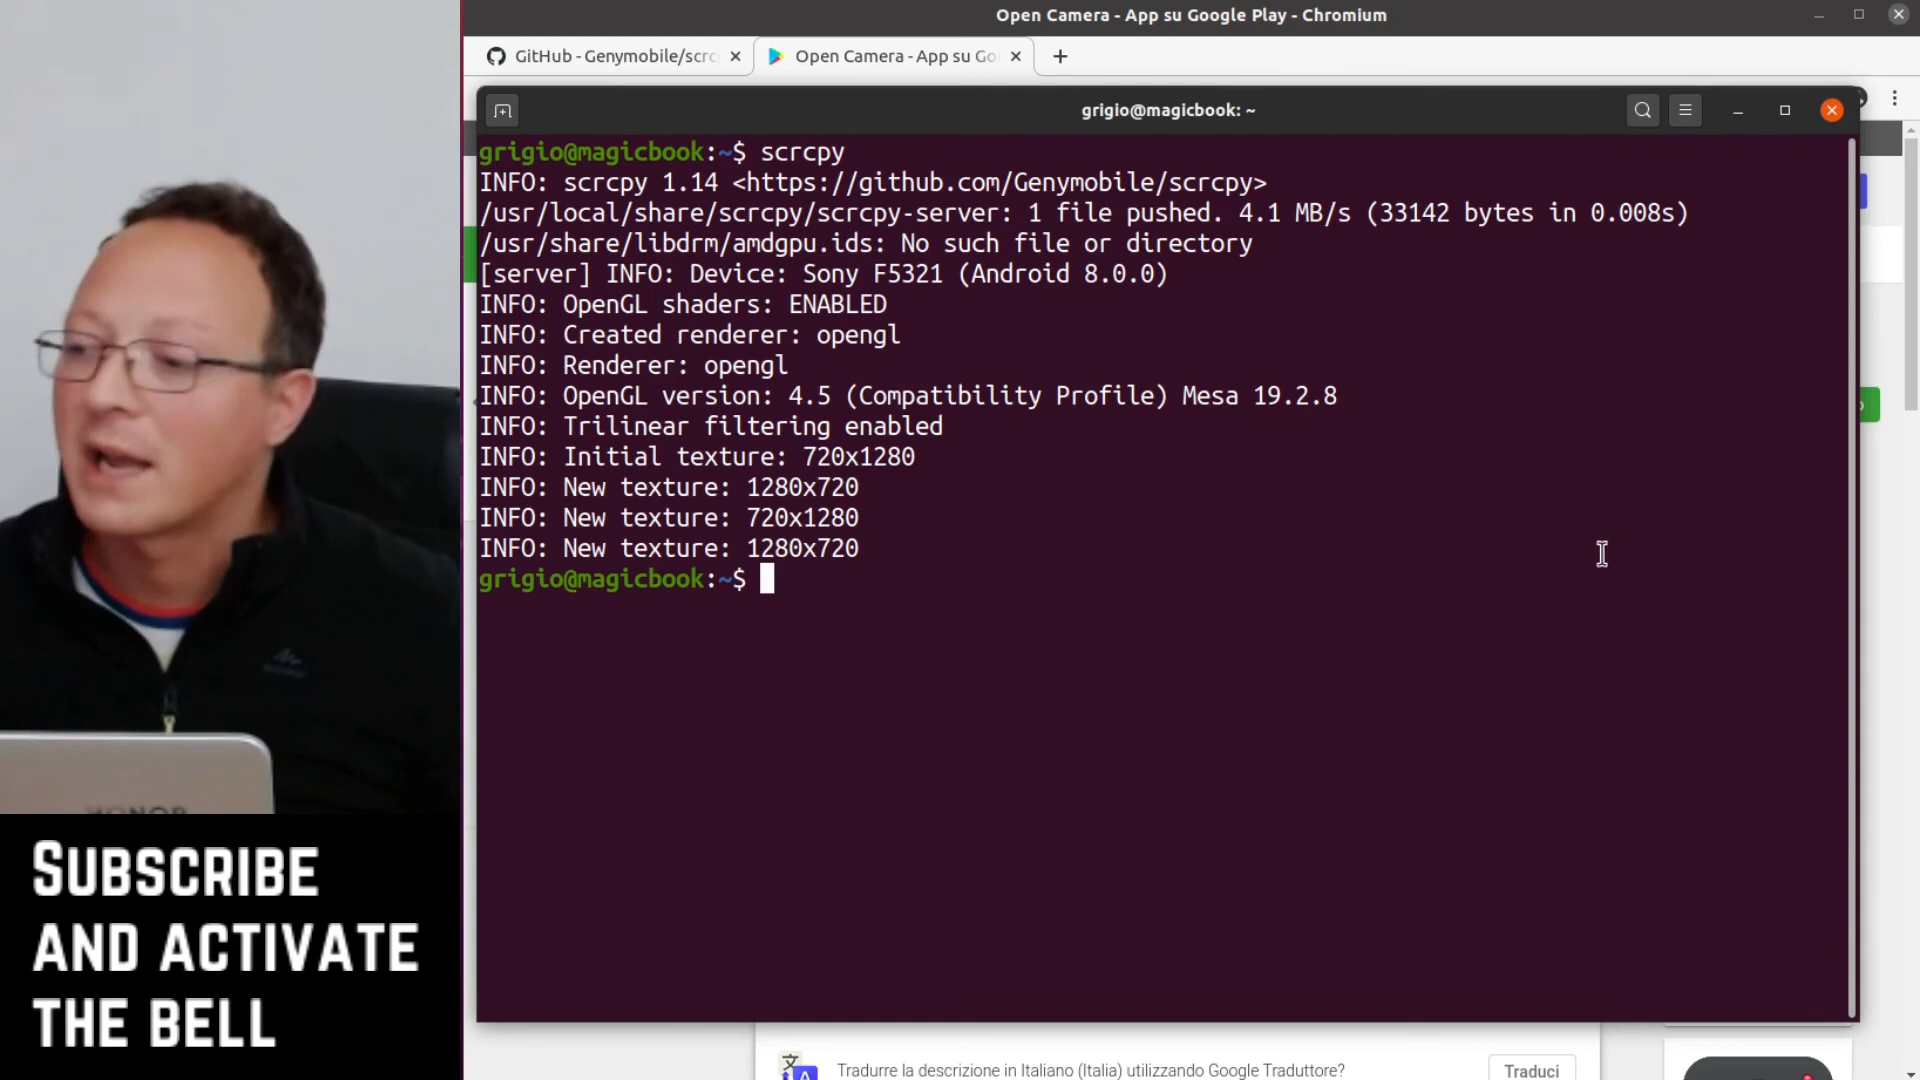 Open Camera - App su Google Play - Chromium
GitHub - Genymobile/scrc
Open Camera - App su Go
grigio@magicbook: ~
grigio@magicbook:~$ scrcpy
INFO: scrcpy 1.14 <https://github.com/Genymobile/scrcpy>
/usr/local/share/scrcpy/scrcpy-server: 1 file pushed. 4.1 MB/s (33142 bytes in 0.008s)
/usr/share/libdrm/amdgpu.ids: No such file or directory
[server] INFO: Device: Sony F5321 (Android 8.0.0)
INFO: OpenGL shaders: ENABLED
INFO: Created renderer: opengl
INFO: Renderer: opengl
INFO: OpenGL version: 4.5 (Compatibility Profile) Mesa 19.2.8
INFO: Trilinear filtering enabled
INFO: Initial texture: 720x1280
INFO: New texture: 1280x720
INFO: New texture: 720x1280
INFO: New texture: 1280x720
grigio@magicbook:~$
HONOR
SUBSCRIBE
AND ACTIVATE
THE BELL
Tradurre la descrizione in Italiano (Italia) utilizzando Google Traduttore?
Traduci